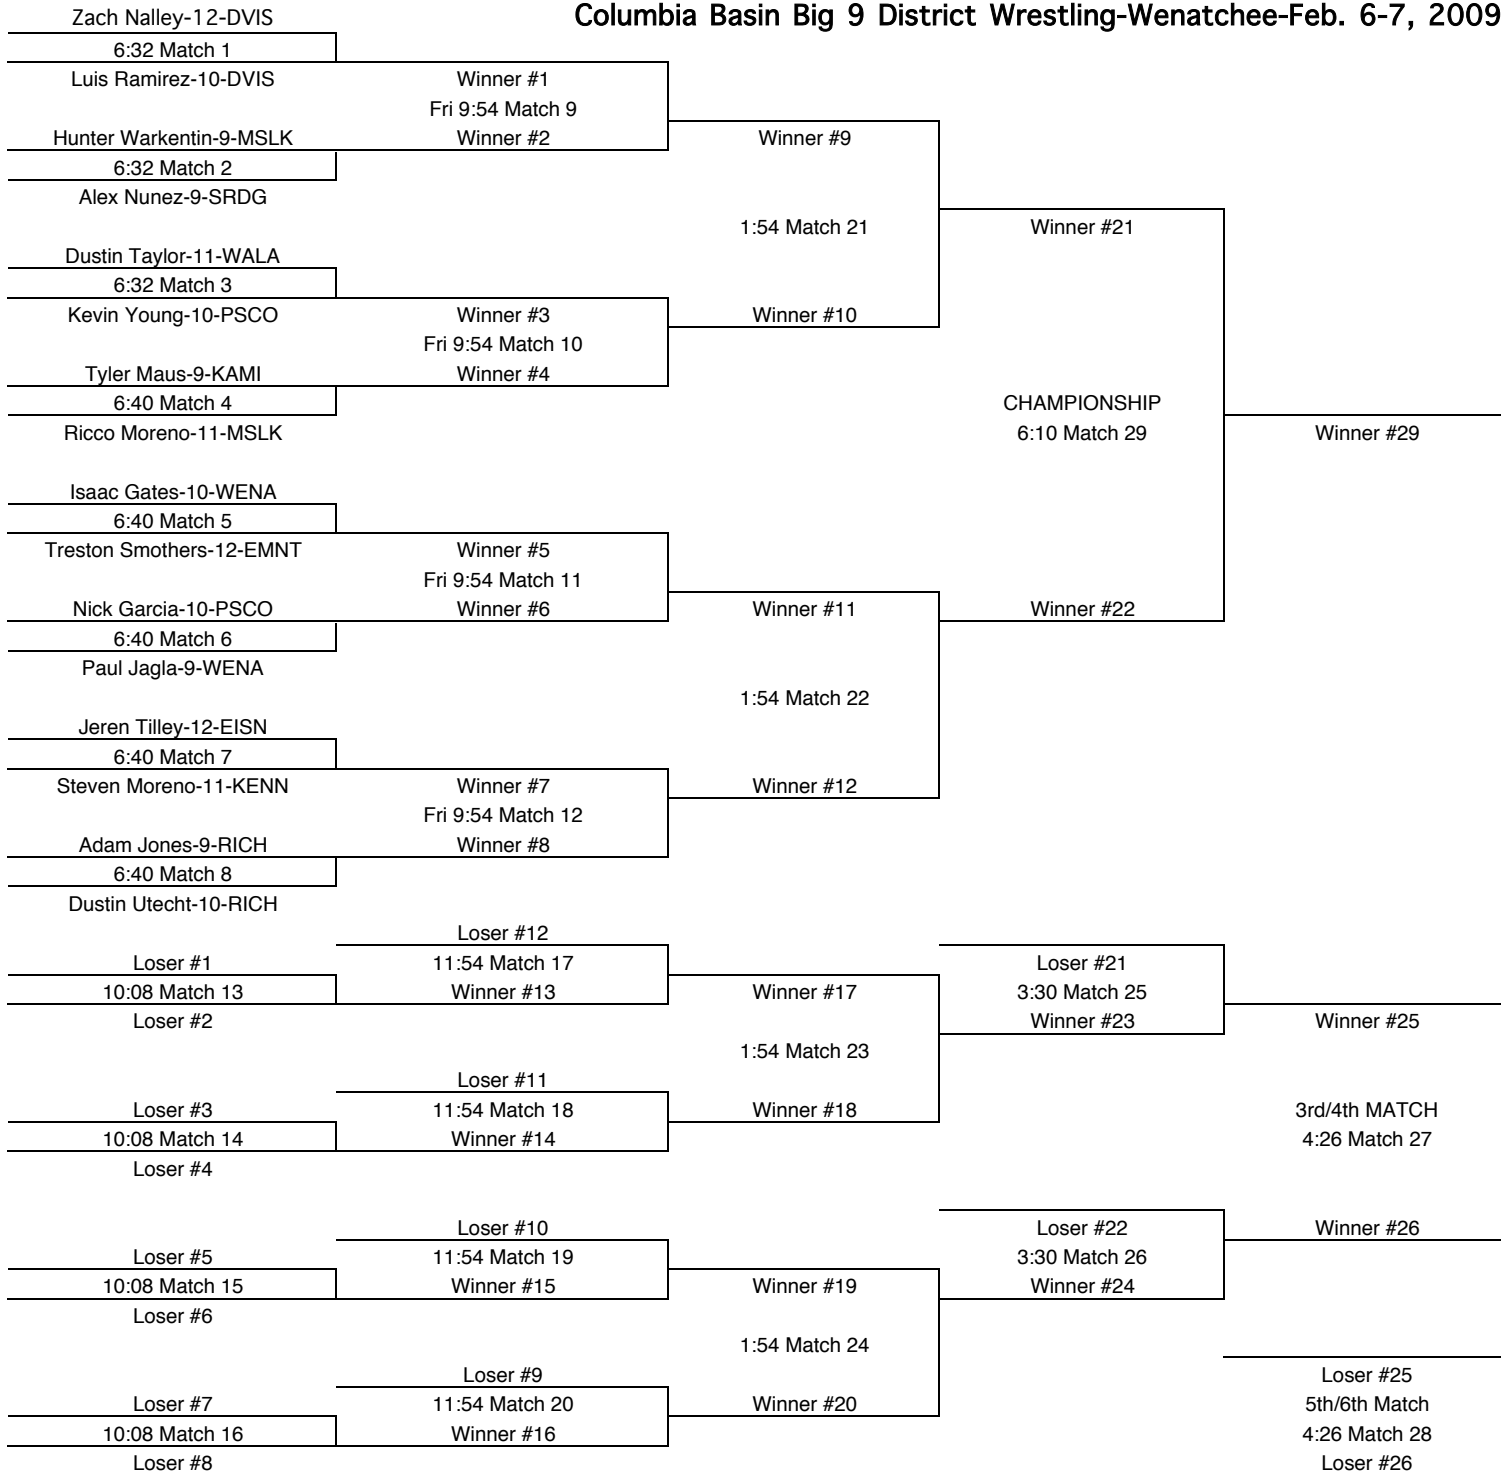 Columbia Basin Big 9 District Wrestling-Wenatchee-Feb. 6-7, 2009
Zach Nalley-12-DVIS
6:32 Match 1
Luis Ramirez-10-DVIS
Hunter Warkentin-9-MSLK
6:32 Match 2
Alex Nunez-9-SRDG
Dustin Taylor-11-WALA
6:32 Match 3
Kevin Young-10-PSCO
Tyler Maus-9-KAMI
6:40 Match 4
Ricco Moreno-11-MSLK
Isaac Gates-10-WENA
6:40 Match 5
Treston Smothers-12-EMNT
Nick Garcia-10-PSCO
6:40 Match 6
Paul Jagla-9-WENA
Jeren Tilley-12-EISN
6:40 Match 7
Steven Moreno-11-KENN
Adam Jones-9-RICH
6:40 Match 8
Dustin Utecht-10-RICH
Winner #1
Fri 9:54 Match 9
Winner #2
Winner #3
Fri 9:54 Match 10
Winner #4
Winner #5
Fri 9:54 Match 11
Winner #6
Winner #7
Fri 9:54 Match 12
Winner #8
Winner #9
1:54 Match 21
Winner #10
Winner #11
1:54 Match 22
Winner #12
Winner #21
CHAMPIONSHIP
6:10 Match 29
Winner #22
Winner #29
Loser #1
10:08 Match 13
Loser #2
Loser #3
10:08 Match 14
Loser #4
Loser #5
10:08 Match 15
Loser #6
Loser #7
10:08 Match 16
Loser #8
Loser #12
11:54 Match 17
Winner #13
Loser #11
11:54 Match 18
Winner #14
Loser #10
11:54 Match 19
Winner #15
Loser #9
11:54 Match 20
Winner #16
Winner #17
1:54 Match 23
Winner #18
Winner #19
1:54 Match 24
Winner #20
Loser #21
3:30 Match 25
Winner #23
Loser #22
3:30 Match 26
Winner #24
Winner #25
3rd/4th MATCH
4:26 Match 27
Winner #26
Loser #25
5th/6th Match
4:26 Match 28
Loser #26